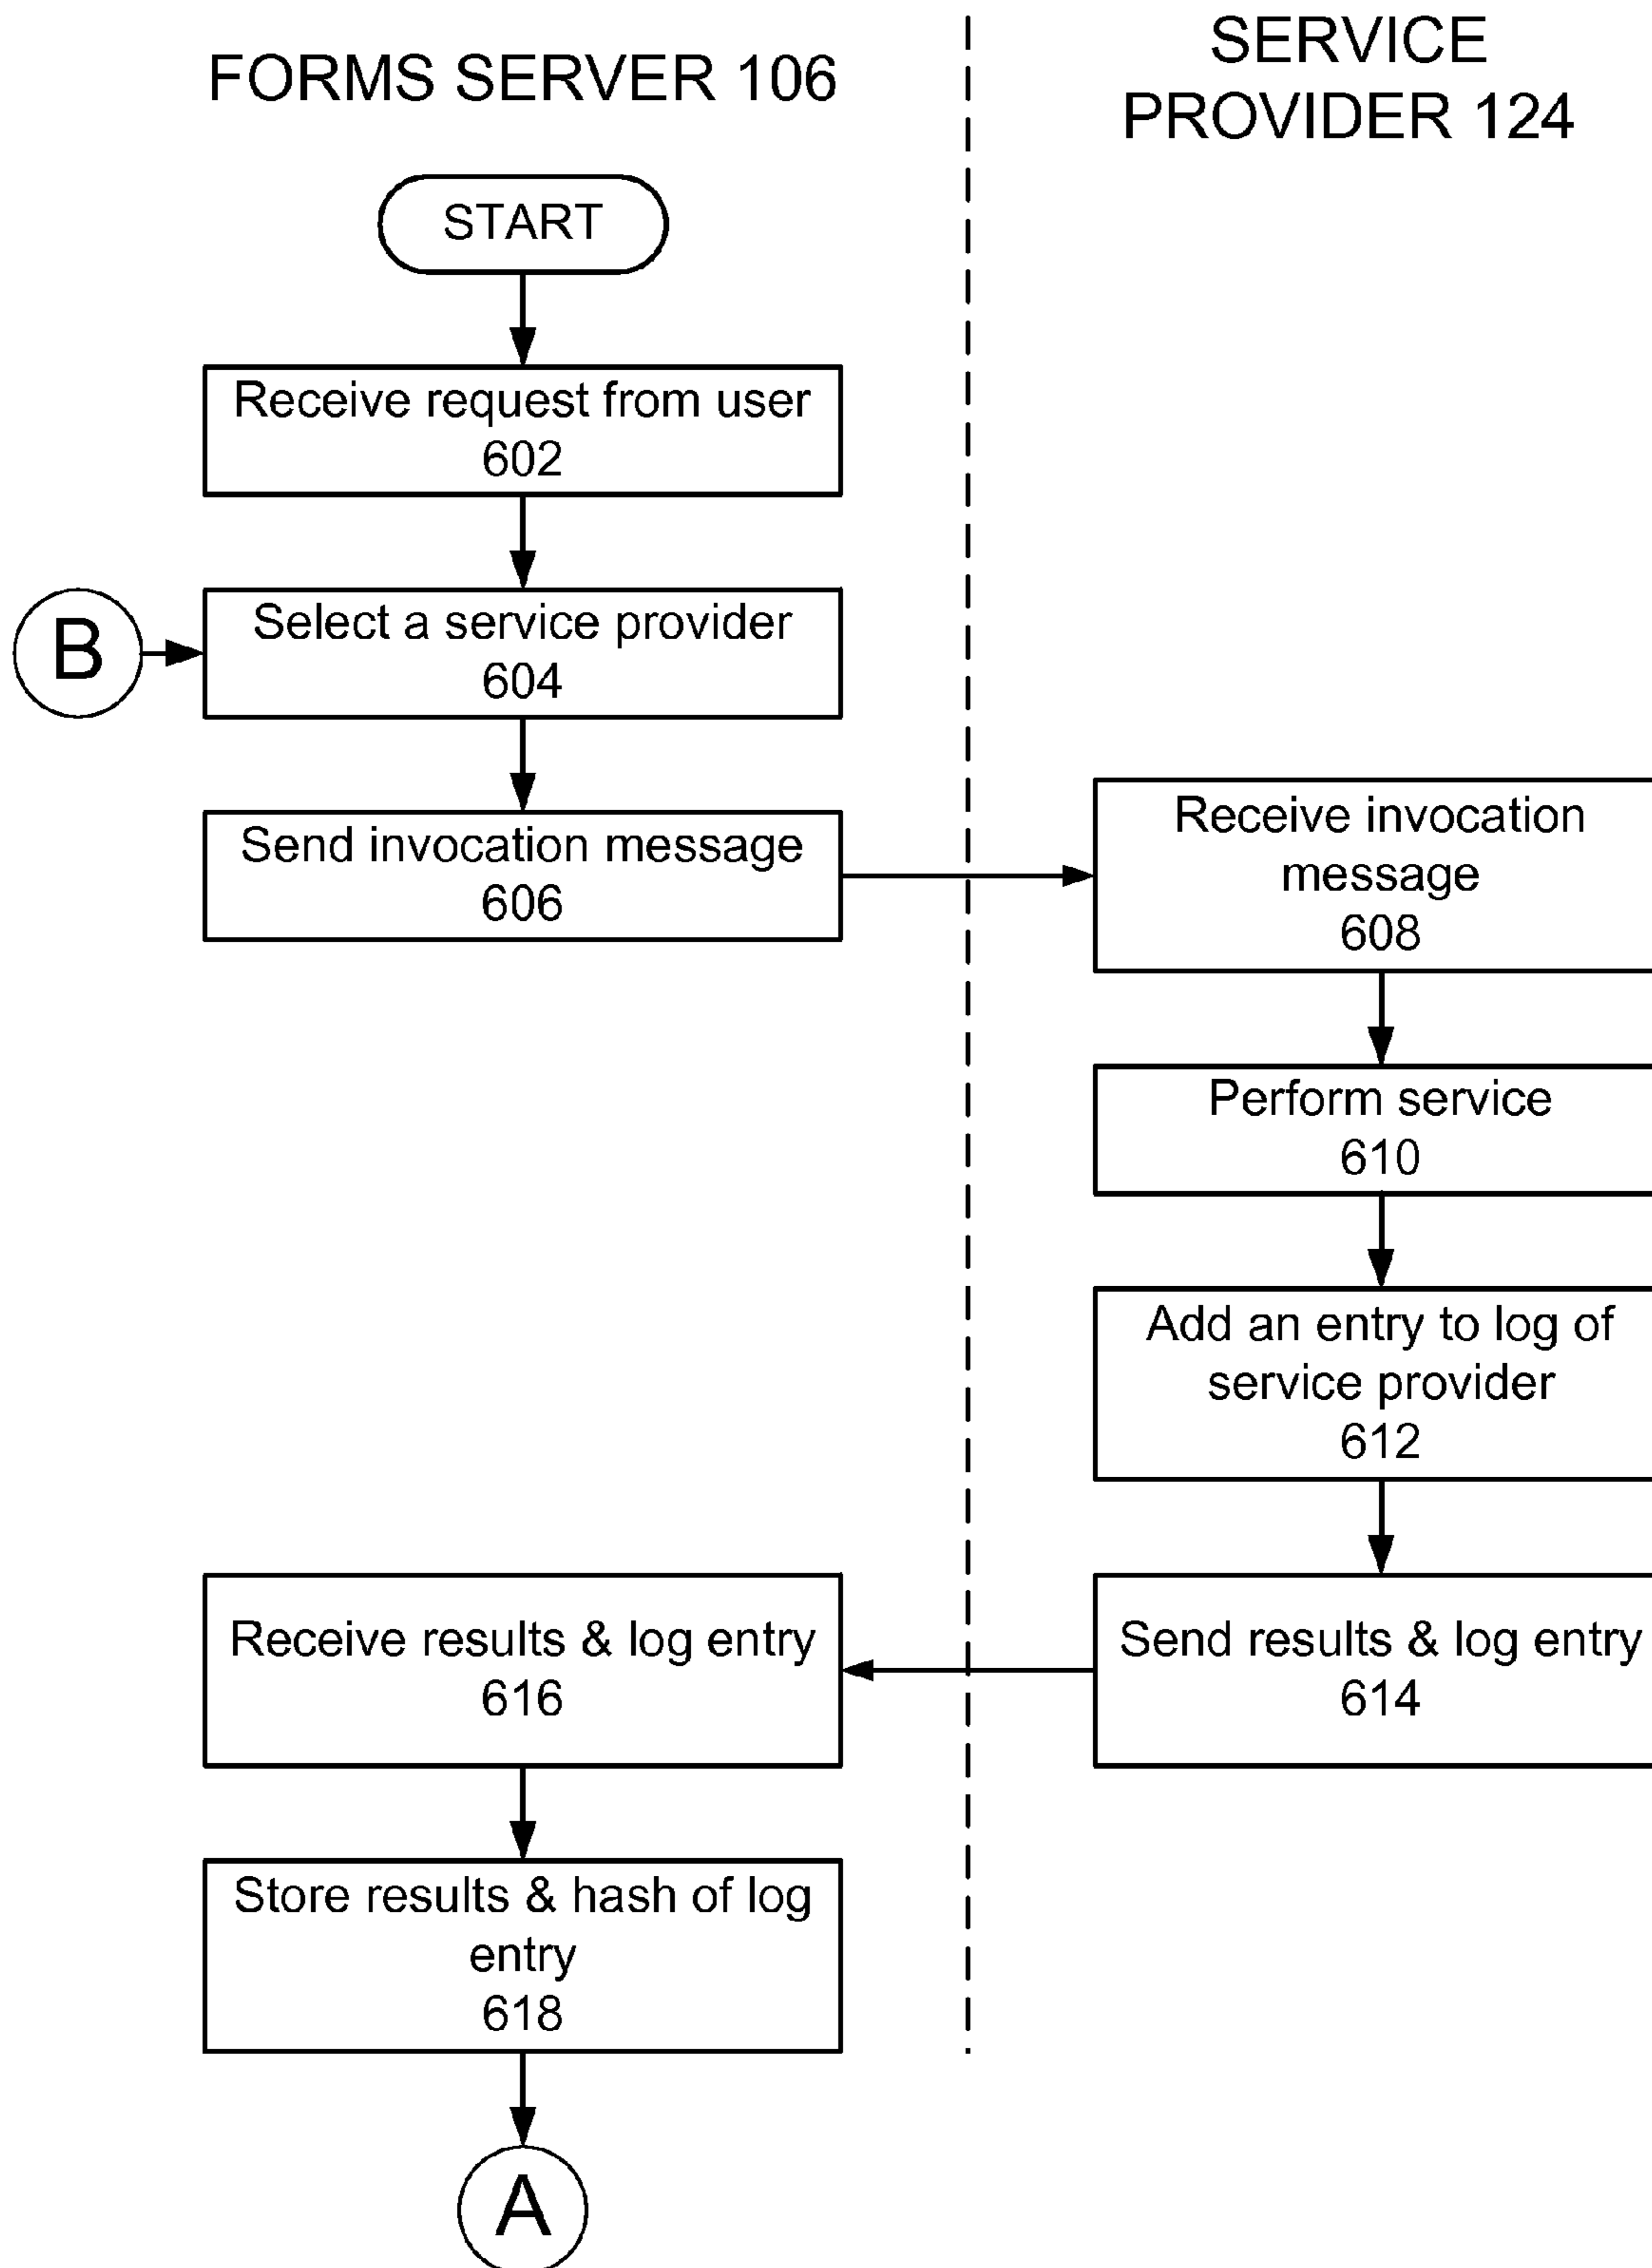 FORMS SERVER 106
SERVICE
PROVIDER 124
START
Receive request from user
602
B
Select a service provider
604
Send invocation message
606
Receive invocation
message
608
Perform service
610
Add an entry to log of
service provider
612
Send results & log entry
614
Receive results & log entry
616
Store results & hash of log
entry
618
A